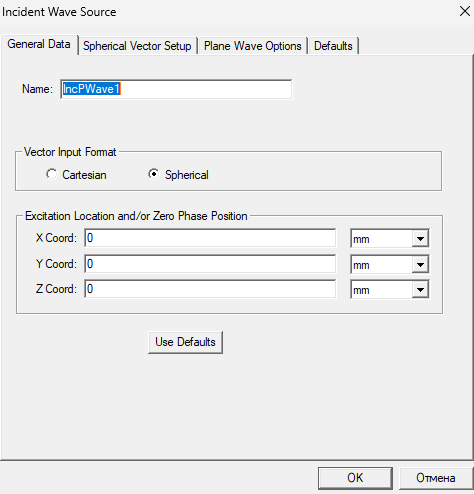 Incident Wave Source
General Data Spherical Vector Setup Plane Wave Options Defaults
Name: IncPWave1
Vector Input Format
Cartesian Spherical
Excitation Location and/or Zero Phase Position
X Coord: 0 mm
Y Coord: 0 mm
Z Coord: 0 mm
Use Defaults
OK Отмена